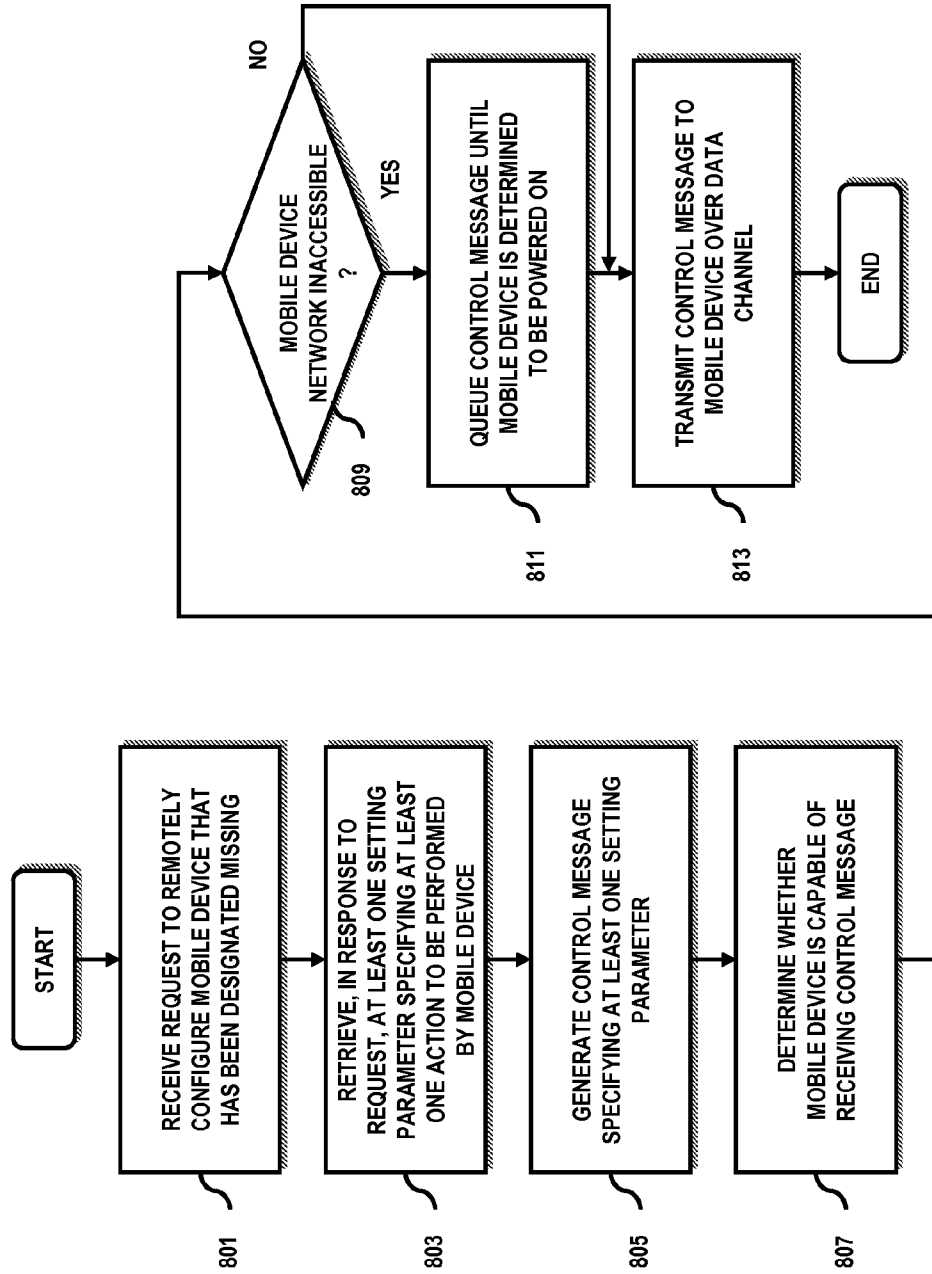 START
RECEIVE REQUEST TO REMOTELY
CONFIGURE MOBILE DEVICE THAT
HAS BEEN DESIGNATED MISSING
801
RETRIEVE, IN RESPONSE TO
REQUEST, AT LEAST ONE SETTING
PARAMETER SPECIFYING AT LEAST
ONE ACTION TO BE PERFORMED
BY MOBILE DEVICE
803
GENERATE CONTROL MESSAGE
SPECIFYING AT LEAST ONE SETTING
PARAMETER
805
DETERMINE WHETHER
MOBILE DEVICE IS CAPABLE OF
RECEIVING CONTROL MESSAGE
807
MOBILE DEVICE
NETWORK INACCESSIBLE
?
809
NO
YES
QUEUE CONTROL MESSAGE UNTIL
MOBILE DEVICE IS DETERMINED
TO BE POWERED ON
811
TRANSMIT CONTROL MESSAGE TO
MOBILE DEVICE OVER DATA
CHANNEL
813
END